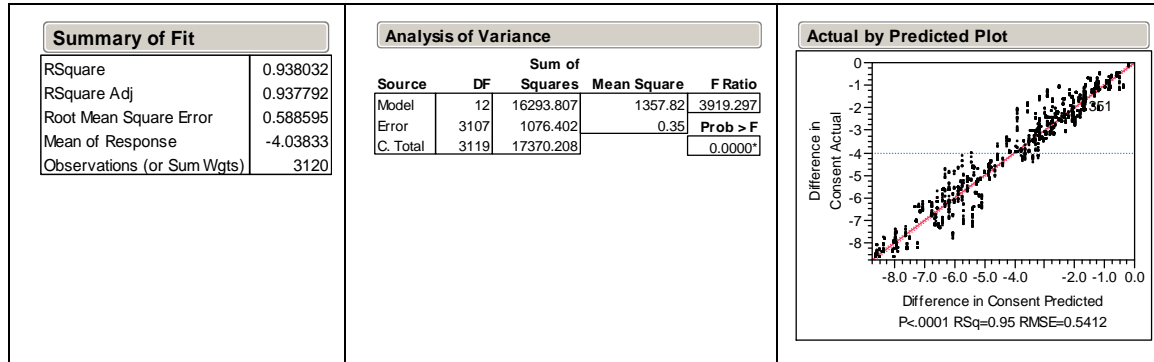 Summary of Fit
RSquare 0.938032
RSquare Adj 0.937792
Root Mean Square Error 0.588595
Mean of Response -4.03833
Observations (or Sum Wgts) 3120
Analysis of Variance
Sum of
Source DF Squares Mean Square F Ratio
Model 12 16293.807 1357.82 3919.297
Error 3107 1076.402 0.35 Prob > F
C. Total 3119 17370.208 0.0000*
Actual by Predicted Plot
Difference in
Consent Actual
0
-1
-2
-3
-4
-5
-6
-7
-8
351
-8.0 -7.0 -6.0 -5.0 -4.0 -2.0 -1.0 0.0
Difference in Consent Predicted
P<.0001 RSq=0.95 RMSE=0.5412